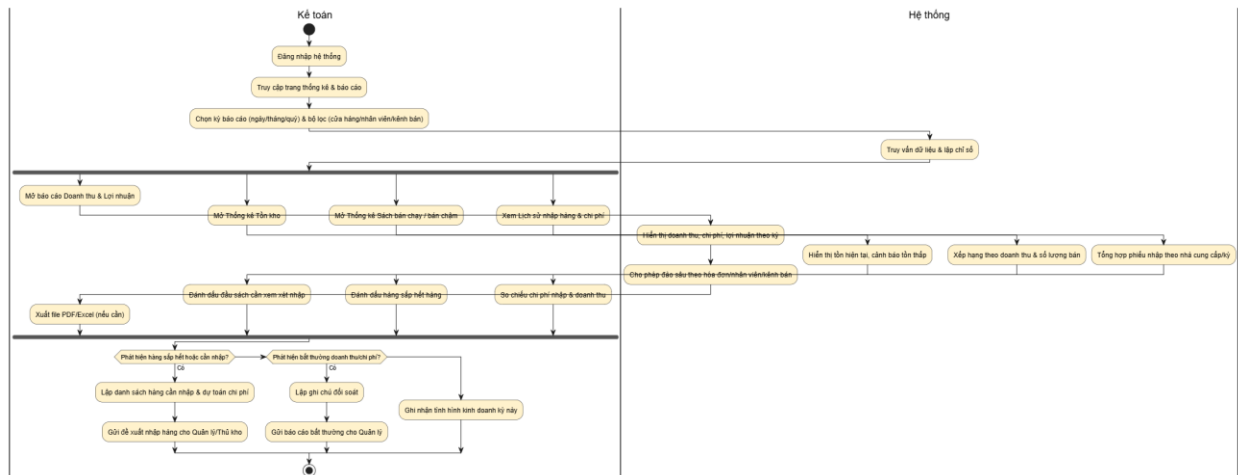 Kế toán
Hệ thống
Đăng nhập hệ thống
Truy cập trang thống kê & báo cáo
Chọn kỳ báo cáo (ngày/tháng/quý) & bộ lọc (cửa hàng/nhân viên/kênh bán)
Truy vấn dữ liệu & lập chỉ số
Mở báo cáo Doanh thu & Lợi nhuận
Mở Thống kê Tồn kho
Mở Thống kê Sách bán chạy / bán chậm
Xem Lịch sử nhập hàng & chi phí
Hiển thị doanh thu, chi phí, lợi nhuận theo kỳ
Hiển thị tồn hiện tại, cảnh báo tồn thấp
Xếp hạng theo doanh thu & số lượng bán
Tổng hợp phiếu nhập theo nhà cung cấp/kỳ
Cho phép đào sâu theo hóa đơn/nhân viên/kênh bán
Đánh dấu đầu sách cần xem xét nhập
Đánh dấu hàng sắp hết hàng
So chiếu chi phí nhập & doanh thu
Xuất file PDF/Excel (nếu cần)
Phát hiện hàng sắp hết hoặc cần nhập?
Phát hiện bất thường doanh thu/chi phí?
Có
Có
Lập danh sách hàng cần nhập & dự toán chi phí
Lập ghi chú đối soát
Ghi nhận tình hình kinh doanh kỳ này
Gửi đề xuất nhập hàng cho Quản lý/Thủ kho
Gửi báo cáo bất thường cho Quản lý